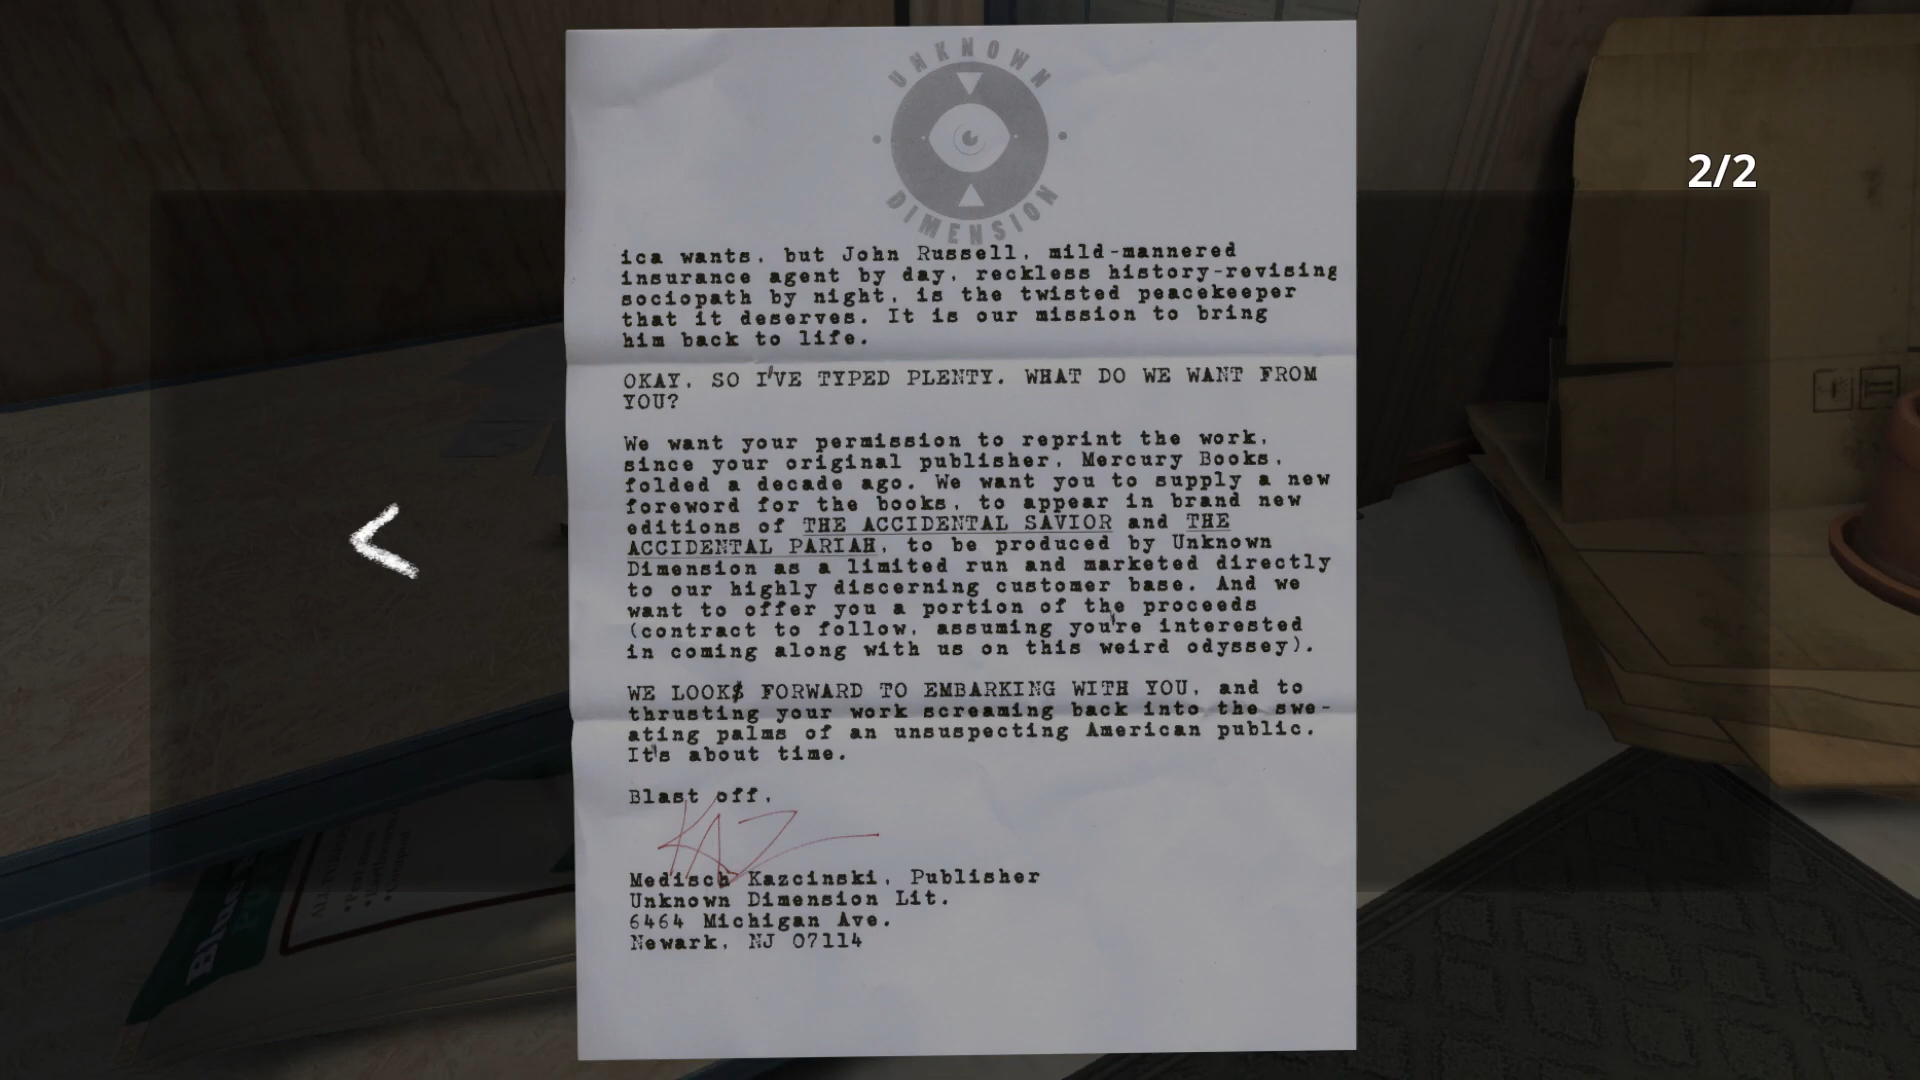 2/2
UNKNOWN
DIMENSION
ica wants, but John Russell, mild-mannered
insurance agent by day, reckless history-revising
sociopath by night, is the twisted peacekeeper
that it deserves. It is our mission to bring
him back to life.
OKAY, SO I'VE TYPED PLENTY. WHAT DO WE WANT FROM
YOU?
We want your permission to reprint the work,
since your original publisher, Mercury Books,
folded a decade ago. We want you to supply a new
foreword for the books, to appear in brand new
editions of THE ACCIDENTAL SAVIOR and THE
ACCIDENTAL PARIAH, to be produced by Unknown
Dimension as a limited run and marketed directly
to our highly discerning customer base. And we
want to offer you a portion of the proceeds
(contract to follow, assuming you're interested
in coming along with us on this weird odyssey).
WE LOOK$ FORWARD TO EMBARKING WITH YOU, and to
thrusting your work screaming back into the swe-
ating palms of an unsuspecting American public.
It's about time.
Blast off,
KAZ
Medisch Kazcinski, Publisher
Unknown Dimension Lit.
6464 Michigan Ave.
Newark, NJ 07114